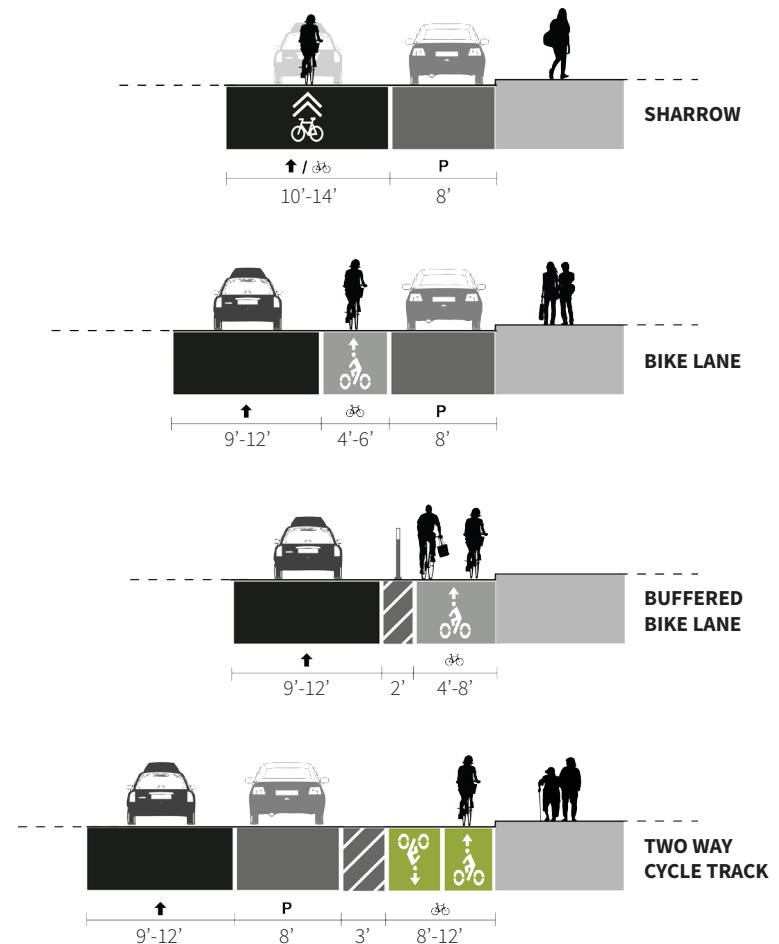 SHARROW
/ P
10’-14’ 8’
BIKE LANE
P
9’-12’ 4’-6’ 8’
BUFFERED
BIKE LANE
9’-12’ 2’ 4’-8’
TWO WAY
CYCLE TRACK
P
9’-12’ 8’ 3’ 8’-12’